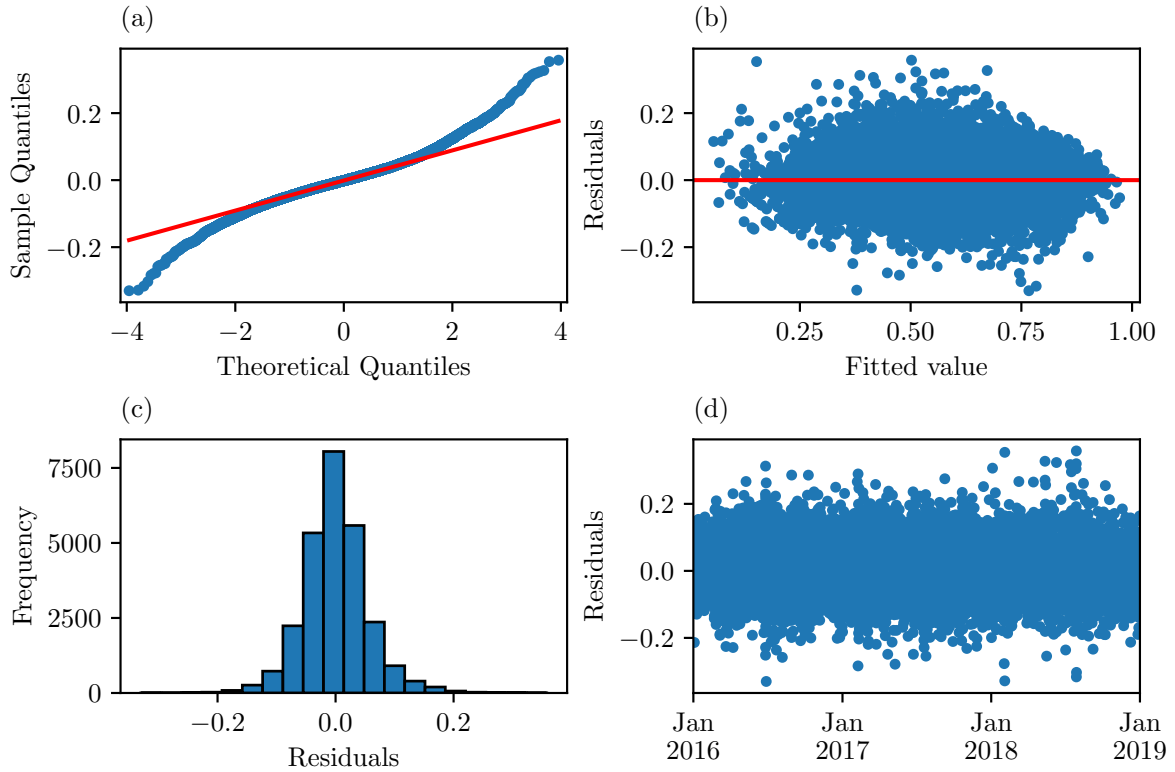 (a)
Sample Quantiles
0.2
0.0
−0.2
−4
−2
0
2
4
Theoretical Quantiles
(b)
Residuals
0.2
0.0
−0.2
0.25
0.50
0.75
1.00
Fitted value
(c)
Frequency
7500
5000
2500
0
−0.2
0.0
0.2
Residuals
(d)
Residuals
0.2
0.0
−0.2
Jan
2016
Jan
2017
Jan
2018
Jan
2019